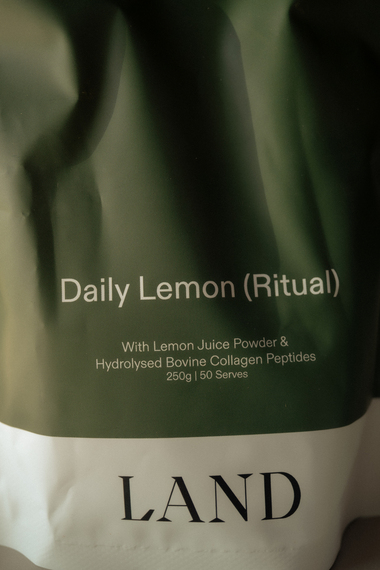 Daily Lemon (Ritual)
With Lemon Juice Powder &
Hydrolysed Bovine Collagen Peptides
250g | 50 Serves
LAND